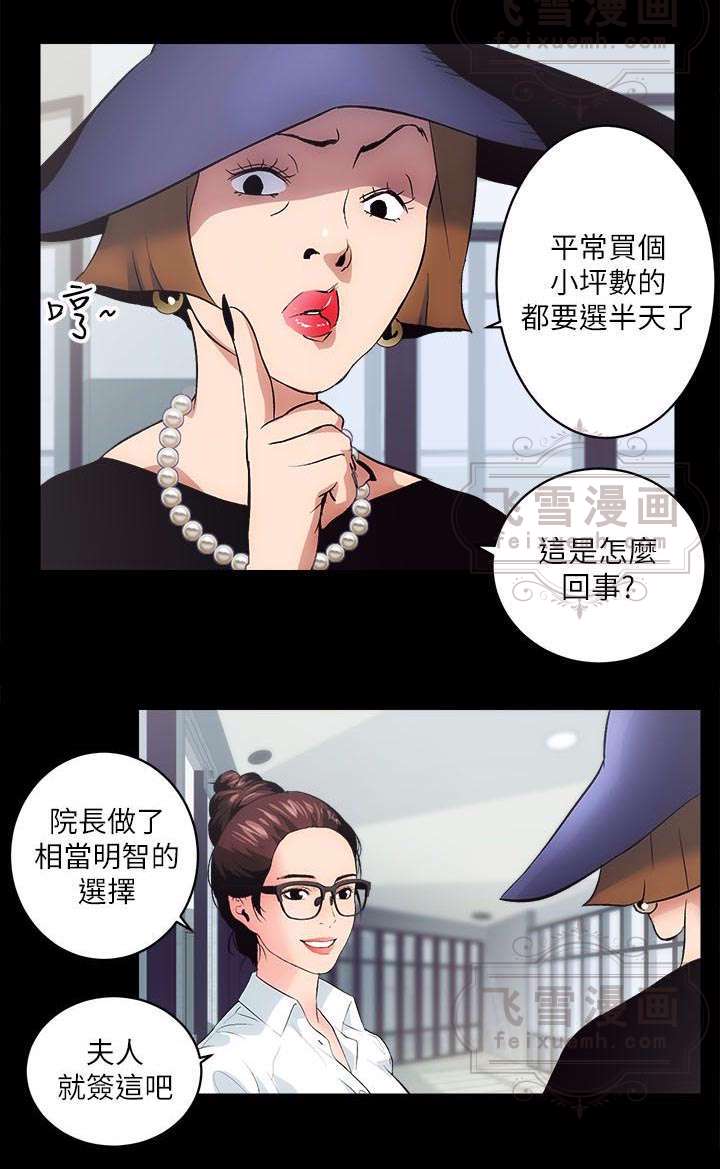 飞雪漫画
feixuemh.com
平常買個
小坪數的
都要選半天了
哼~
飞雪漫画
feixuemh.com
這是怎麼
回事?
院長做了
相當明智的
選擇
飞雪漫画
feixuemh.com
夫人
就簽這吧